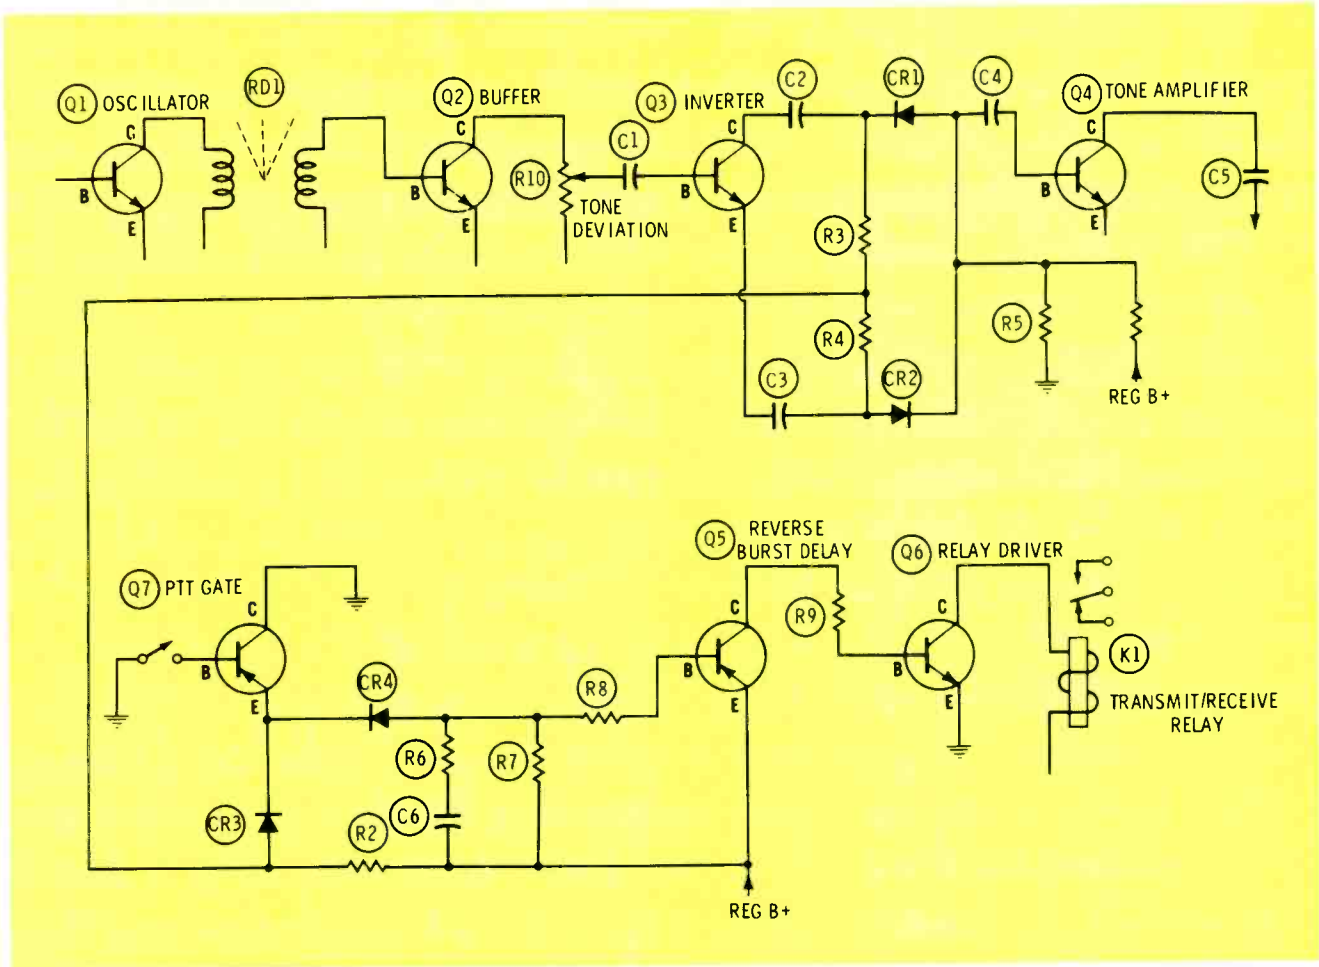 Q1 OSCILLATOR
RD1
Q2 BUFFER
Q3 INVERTER
C2
CR1
C4
Q4 TONE AMPLIFIER
C
B
E
C
B
E
R10
TONE
DEVIATION
C1
C
B
E
C
B
E
C5
R3
R4
R5
C3
CR2
REG B+
Q7 PTT GATE
C
B
E
CR4
R6
R7
R8
CR3
R2
C6
Q5 REVERSE
BURST DELAY
C
B
E
REG B+
R9
Q6 RELAY DRIVER
C
B
E
K1
TRANSMIT/RECEIVE
RELAY